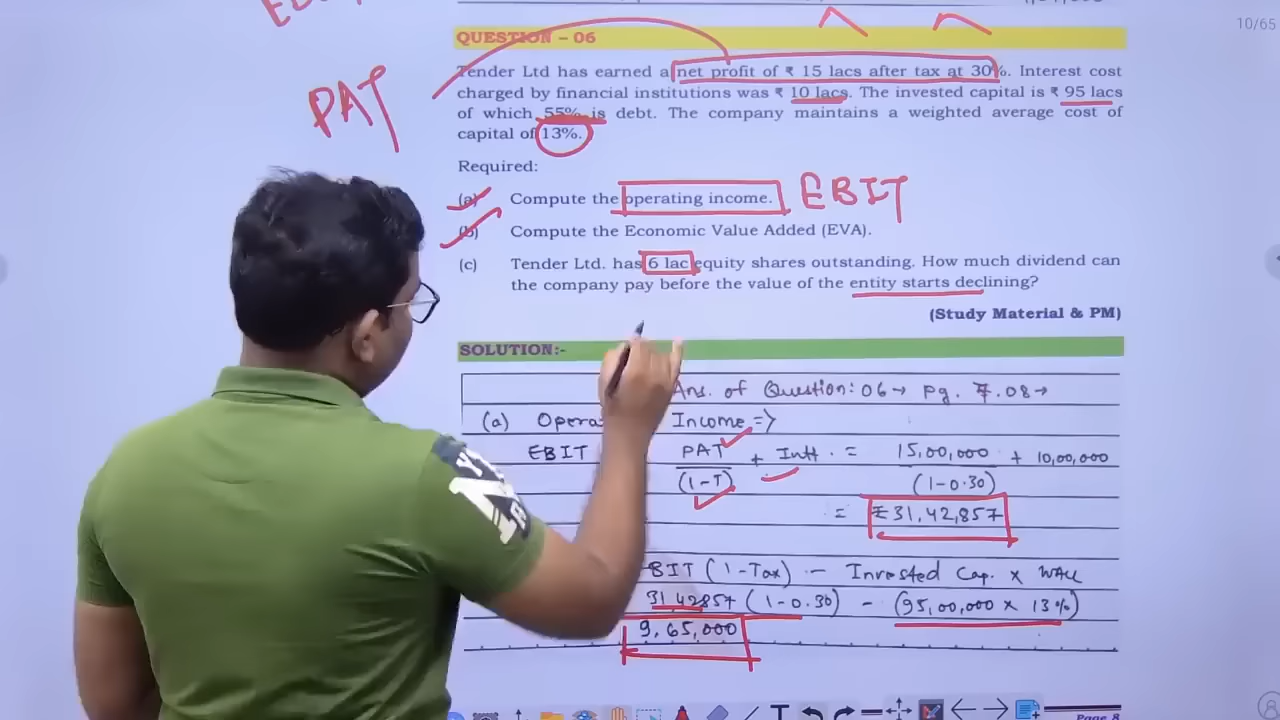 10/65
QUESTION – 06
Tender Ltd has earned a net profit of ₹ 15 lacs after tax at 30%. Interest cost
charged by financial institutions was ₹ 10 lacs. The invested capital is ₹ 95 lacs
of which 55% is debt. The company maintains a weighted average cost of
capital of 13%.
PAT
Required:
(a) Compute the operating income. EBIT
(b) Compute the Economic Value Added (EVA).
(c) Tender Ltd. has 6 lac equity shares outstanding. How much dividend can
the company pay before the value of the entity starts declining?
(Study Material & PM)
SOLUTION:-
Ans. of Question: 06→ pg. 7.08→
(a) Opera Income =>
EBIT PAT/(1-T) + Intt. = 15,00,000/(1-0.30) + 10,00,000
= ₹31,42,857
BIT (1-Tax) - Invested Cap. x WACC
31,42857 (1-0.30) - (95,00,000 x 13%)
9,65,000
Page 8